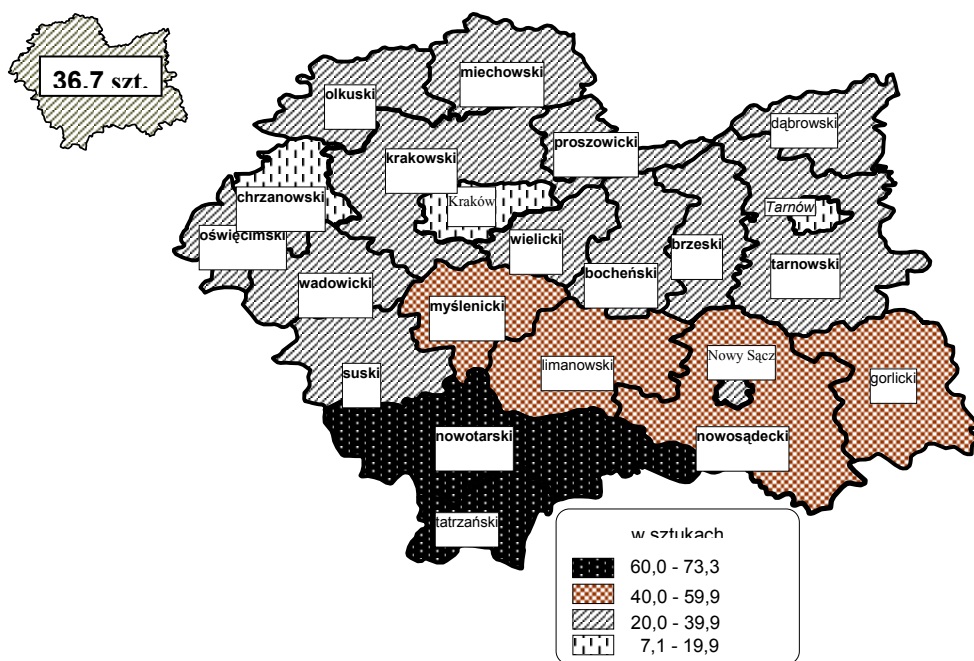 36.7 szt.
miechowski
olkuski
dąbrowski
proszowicki
krakowski
chrzanowski
Kraków
Tarnów
oświęcimski
wielicki
brzeski
bocheński
tarnowski
wadowicki
myślenicki
Nowy Sącz
limanowski
gorlicki
suski
nowotarski
nowosądecki
tatrzański
w sztukach
60,0 - 73,3
40,0 - 59,9
20,0 - 39,9
7,1 - 19,9